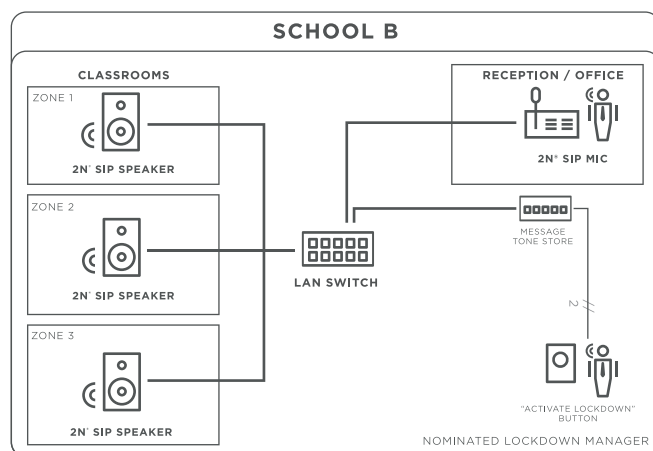 SCHOOL B
CLASSROOMS
ZONE 1
2N® SIP SPEAKER
ZONE 2
2N® SIP SPEAKER
ZONE 3
2N® SIP SPEAKER
LAN SWITCH
RECEPTION / OFFICE
2N® SIP MIC
MESSAGE
TONE STORE
2
"ACTIVATE LOCKDOWN"
BUTTON
NOMINATED LOCKDOWN MANAGER